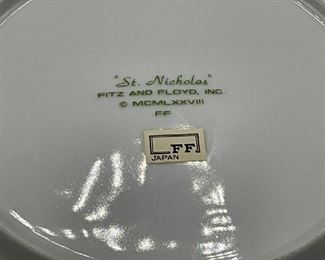 "St. Nicholas"
FITZ AND FLOYD, INC.
© MCMLXXVIII
FF
FF
JAPAN